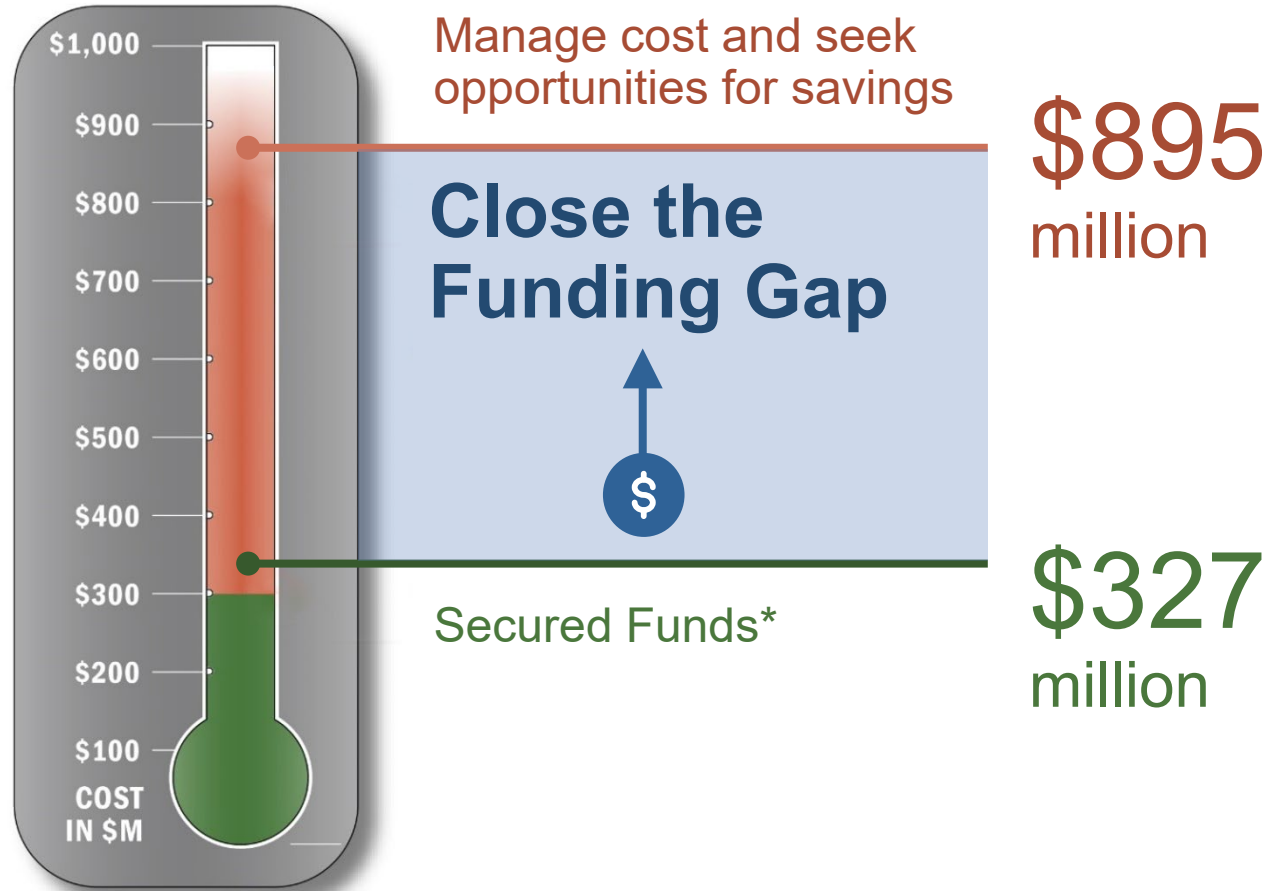 $1,000
$900
$800
$700
$600
$500
$400
$300
$200
$100
COST
IN $M
Manage cost and seek
opportunities for savings
Close the
Funding Gap
$
Secured Funds*
$895
million
$327
million